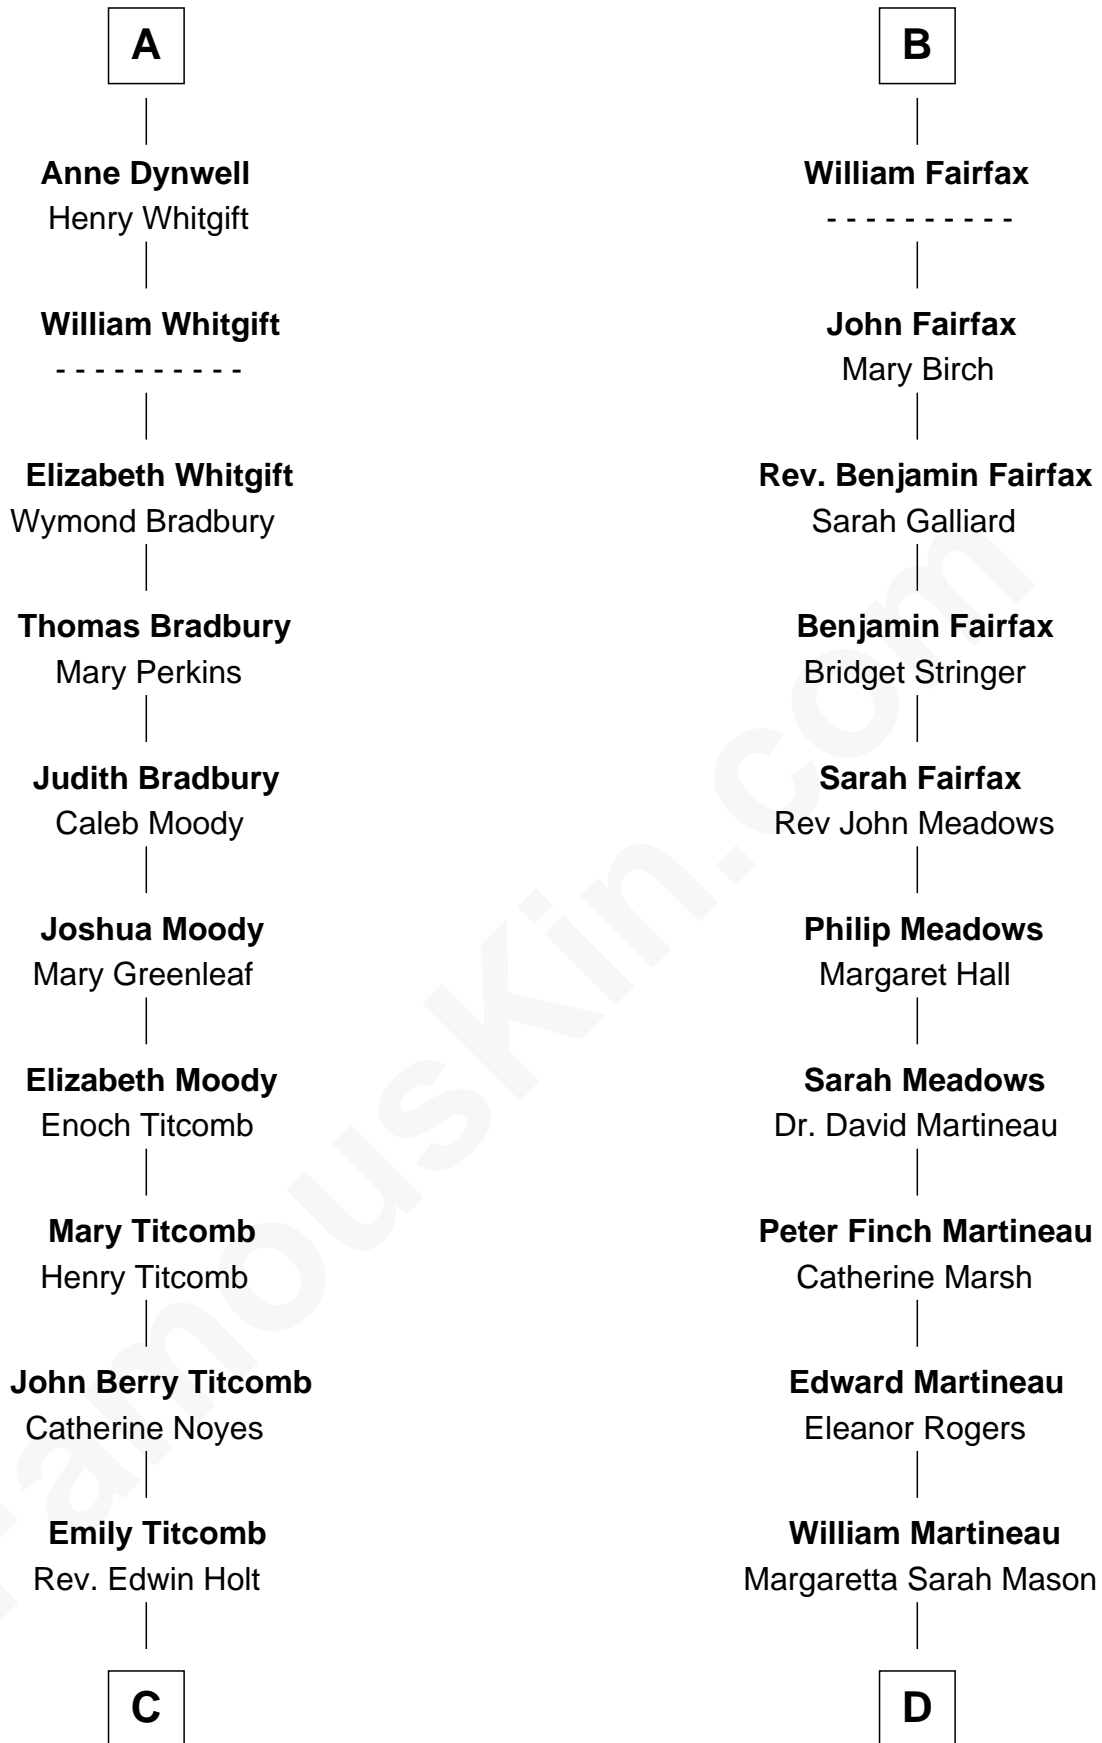 A
Anne Dynwell
Henry Whitgift
William Whitgift
- - - - - - - - - -
Elizabeth Whitgift
Wymond Bradbury
Thomas Bradbury
Mary Perkins
Judith Bradbury
Caleb Moody
Joshua Moody
Mary Greenleaf
Elizabeth Moody
Enoch Titcomb
Mary Titcomb
Henry Titcomb
John Berry Titcomb
Catherine Noyes
Emily Titcomb
Rev. Edwin Holt
C
B
William Fairfax
- - - - - - - - - -
John Fairfax
Mary Birch
Rev. Benjamin Fairfax
Sarah Galliard
Benjamin Fairfax
Bridget Stringer
Sarah Fairfax
Rev John Meadows
Philip Meadows
Margaret Hall
Sarah Meadows
Dr. David Martineau
Peter Finch Martineau
Catherine Marsh
Edward Martineau
Eleanor Rogers
William Martineau
Margaretta Sarah Mason
D
FamousKin.com